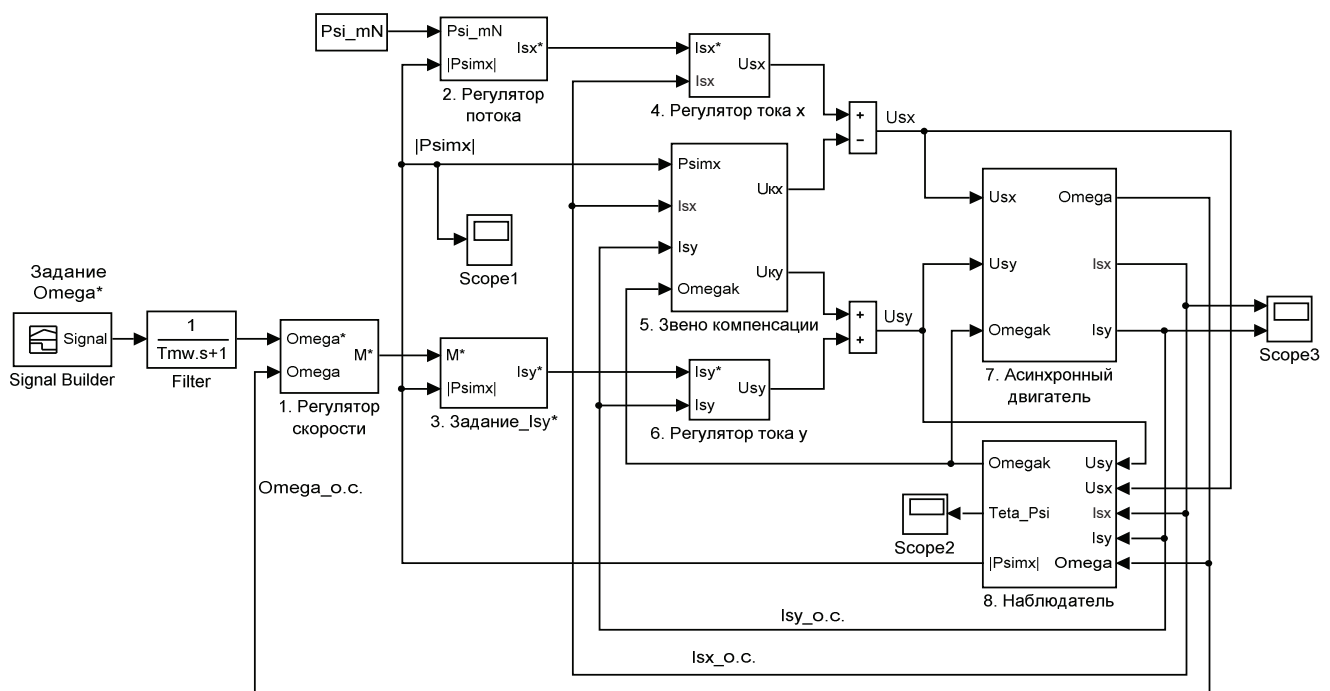 Psi_mN
Psi_mN
Isx*
|Psimx|
2. Регулятор
потока
Isx*
Usx
Isx
4. Регулятор тока x
+
−
Usx
|Psimx|
Scope1
Psimx
Uкx
Isx
Isy
Uкy
Omegak
5. Звено компенсации
+
+
Usy
Usx
Omega
Usy
Isx
Omegak
Isy
7. Асинхронный
двигатель
Scope3
Задание
Omega*
Signal
Signal Builder
1
Tmw.s+1
Filter
Omega*
M*
Omega
1. Регулятор
скорости
M*
Isy*
|Psimx|
3. Задание_Isy*
Isy*
Usy
Isy
6. Регулятор тока y
Omegak
Usy
Usx
Teta_Psi
Isx
Isy
|Psimx|
Omega
8. Наблюдатель
Scope2
Omega_о.с.
Isy_о.с.
Isx_о.с.